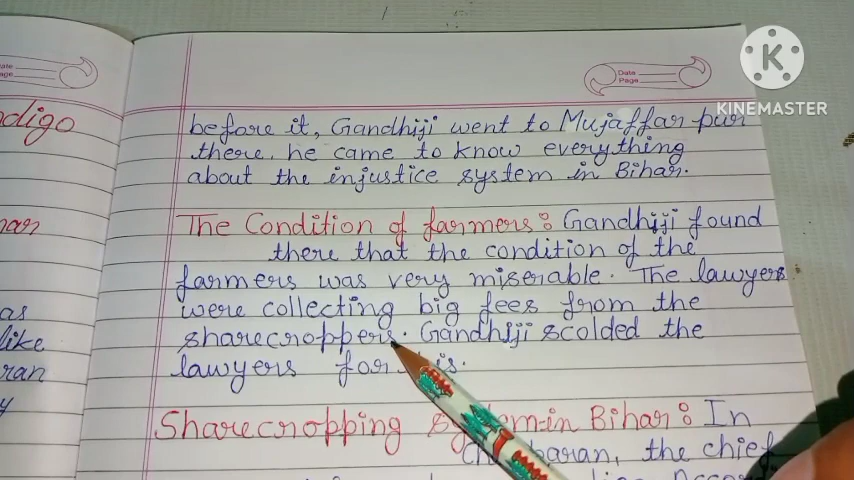 Date
Page
KINEMASTER
digo
before it, Gandhiji went to Mujaffar pur
there. he came to know everything
about the injustice system in Bihar.
The Condition of farmers: Gandhiji found
there that the condition of the
farmers was very miserable. The lawyers
were collecting big fees from the
sharecroppers. Gandhiji scolded the
lawyers for
as
like
ran
y
Sharecropping in Bihar: In
the chief